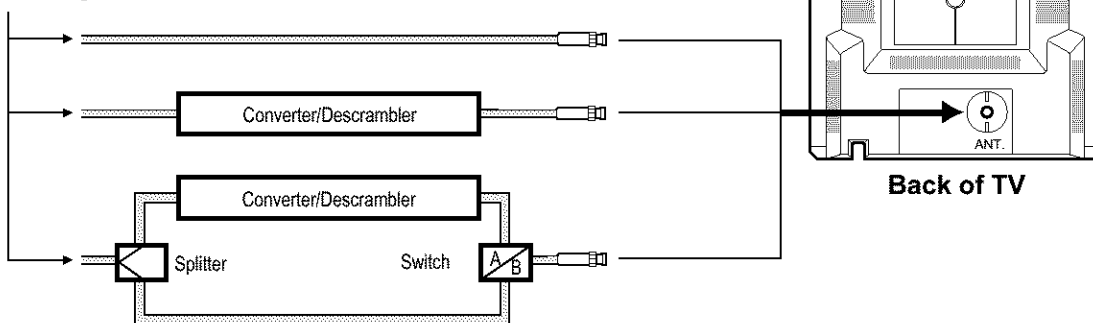 Converter/Descrambler
ANT.
Back of TV
Converter/Descrambler
Splitter
Switch
A
B